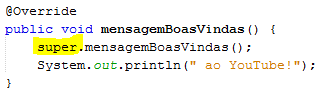 @Override
public void mensagemBoasVindas() {
super.mensagemBoasVindas();
System.out.println(" ao YouTube!");
}